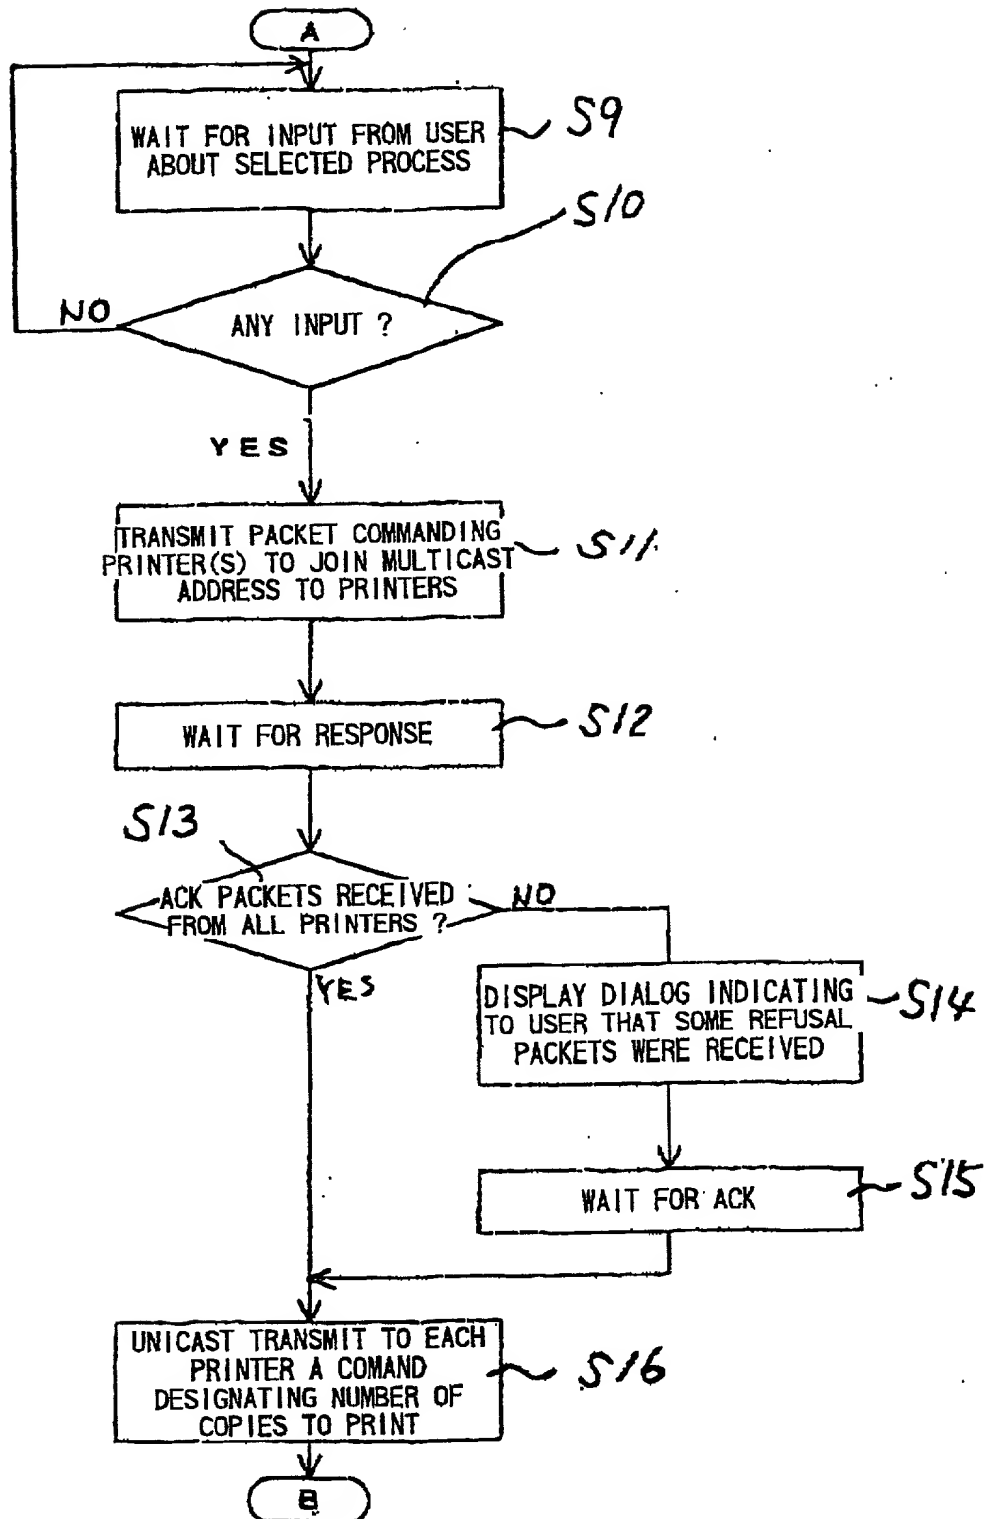 A
WAIT FOR INPUT FROM USER
ABOUT SELECTED PROCESS
S9
S10
ANY INPUT ?
NO
YES
TRANSMIT PACKET COMMANDING
PRINTER(S) TO JOIN MULTICAST
ADDRESS TO PRINTERS
S11
WAIT FOR RESPONSE
S12
S13
ACK PACKETS RECEIVED
FROM ALL PRINTERS ?
NO
YES
DISPLAY DIALOG INDICATING
TO USER THAT SOME REFUSAL
PACKETS WERE RECEIVED
S14
WAIT FOR ACK
S15
UNICAST TRANSMIT TO EACH
PRINTER A COMAND
DESIGNATING NUMBER OF
COPIES TO PRINT
S16
B